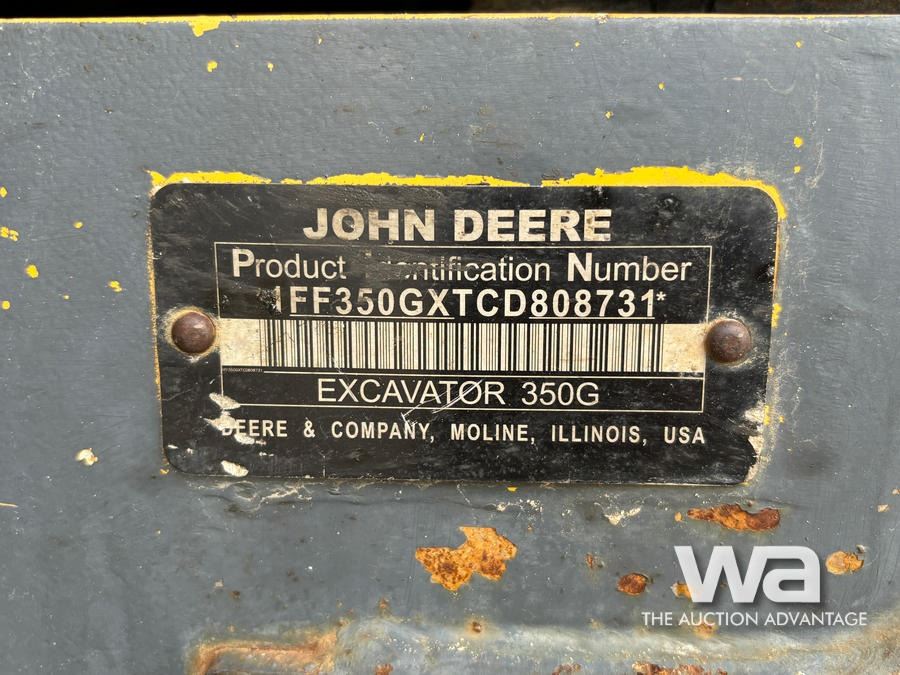 JOHN DEERE
Product Identification Number
1FF350GXTCD808731*
EXCAVATOR 350G
DEERE & COMPANY, MOLINE, ILLINOIS, USA
wa
THE AUCTION ADVANTAGE